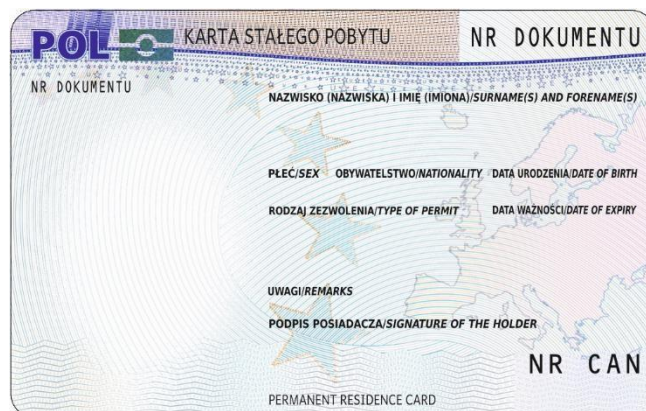 POL KARTA STAŁEGO POBYTU NR DOKUMENTU
NR DOKUMENTU
NAZWISKO (NAZWISKA) I IMIĘ (IMIONA)/SURNAME(S) AND FORENAME(S)
PŁEĆ/SEX OBYWATELSTWO/NATIONALITY DATA URODZENIA/DATE OF BIRTH
RODZAJ ZEZWOLENIA/TYPE OF PERMIT DATA WAŻNOŚCI/DATE OF EXPIRY
UWAGI/REMARKS
PODPIS POSIADACZA/SIGNATURE OF THE HOLDER
NR CAN
PERMANENT RESIDENCE CARD